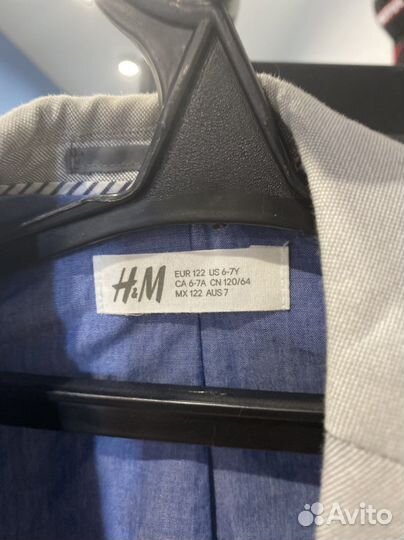 H&M
EUR 122 US 6-7Y
CA 6-7A CN 120/64
MX 122 AUS 7
Avito